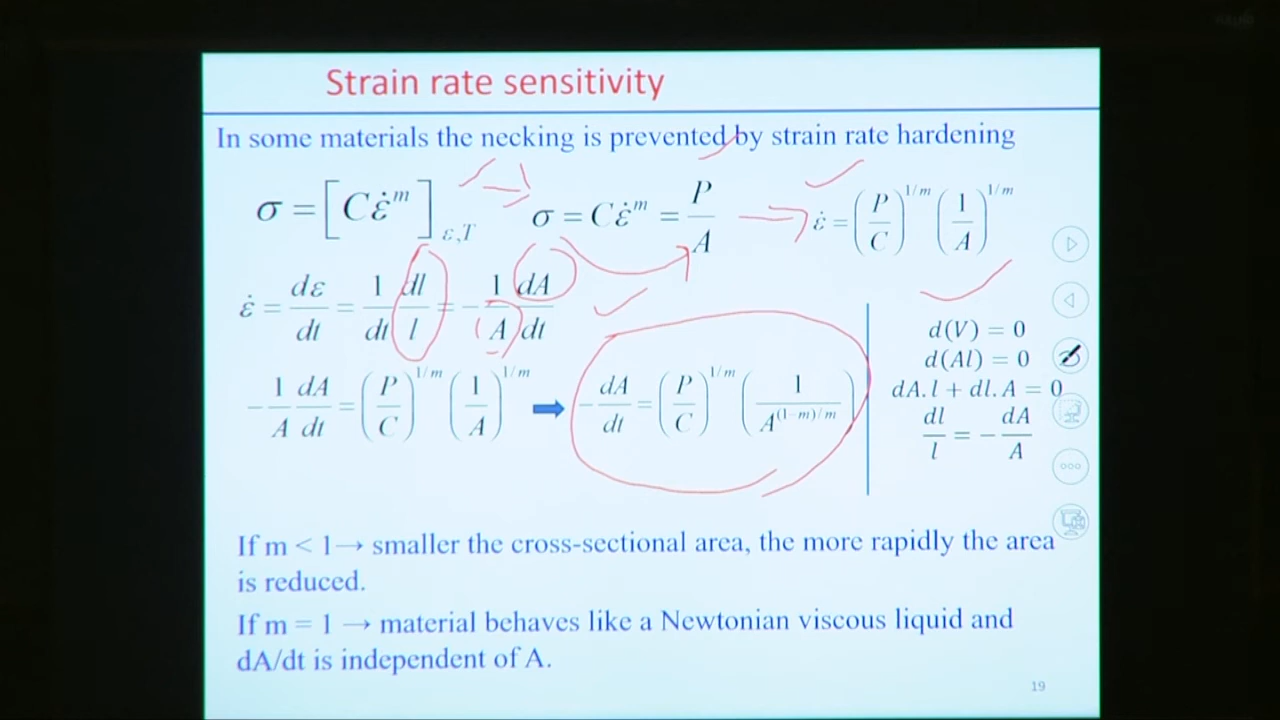 Strain rate sensitivity
In some materials the necking is prevented by strain rate hardening
σ = [Cε̇^m]_{ε,T}
σ = Cε̇^m = P/A
ε̇ = (P/C)^{1/m} (1/A)^{1/m}
ε̇ = dε/dt = 1/dt dl/l = − 1/A dA/dt
− 1/A dA/dt = (P/C)^{1/m} (1/A)^{1/m}
− dA/dt = (P/C)^{1/m} (1/A^{(1−m)/m})
d(V) = 0
d(Al) = 0
dA.l + dl.A = 0
dl/l = − dA/A
If m < 1→ smaller the cross-sectional area, the more rapidly the area
is reduced.
If m = 1 → material behaves like a Newtonian viscous liquid and
dA/dt is independent of A.
19